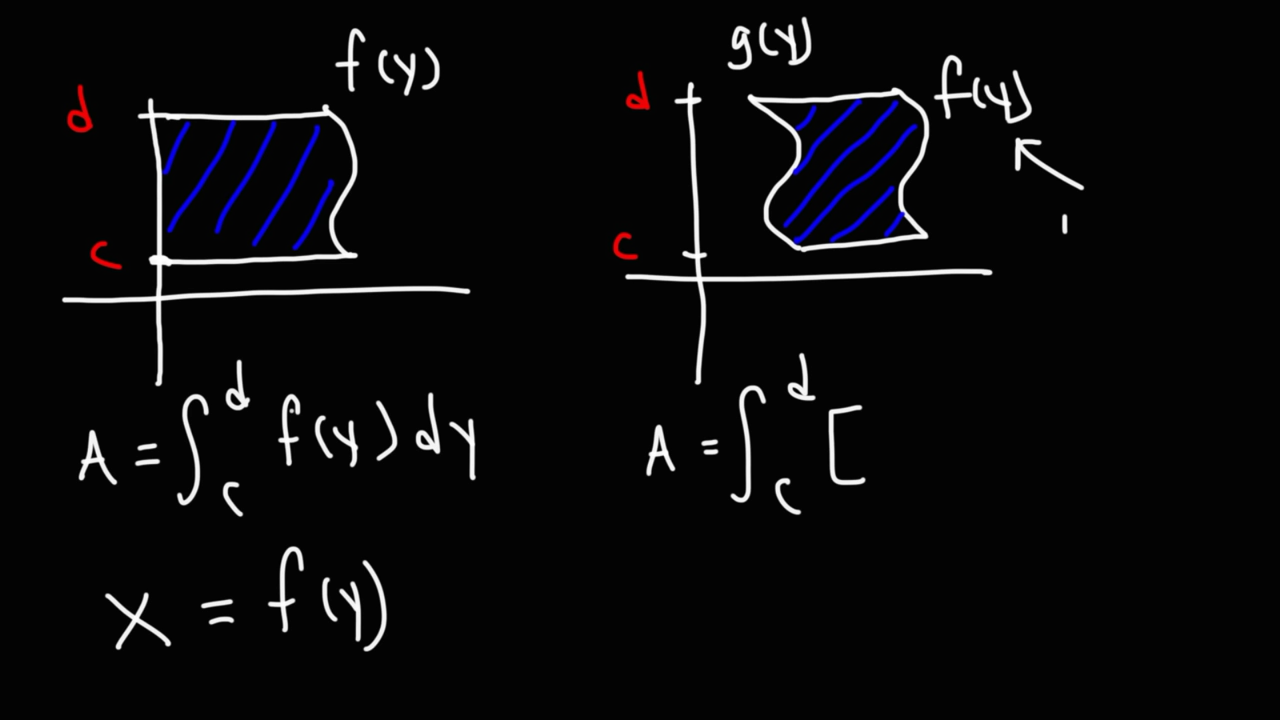 f(y)
d
c
A = ∫_c^d f(y) dy
x = f(y)
g(y)
d
f(y)
c
A = ∫_c^d [